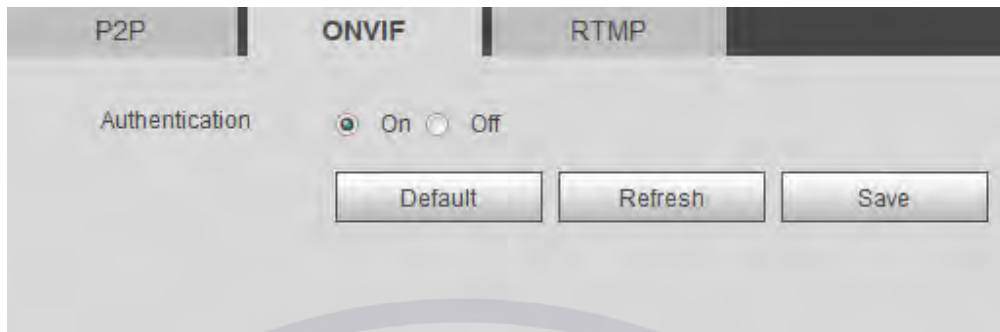 P2P ONVIF RTMP
Authentication On Off
Default Refresh Save